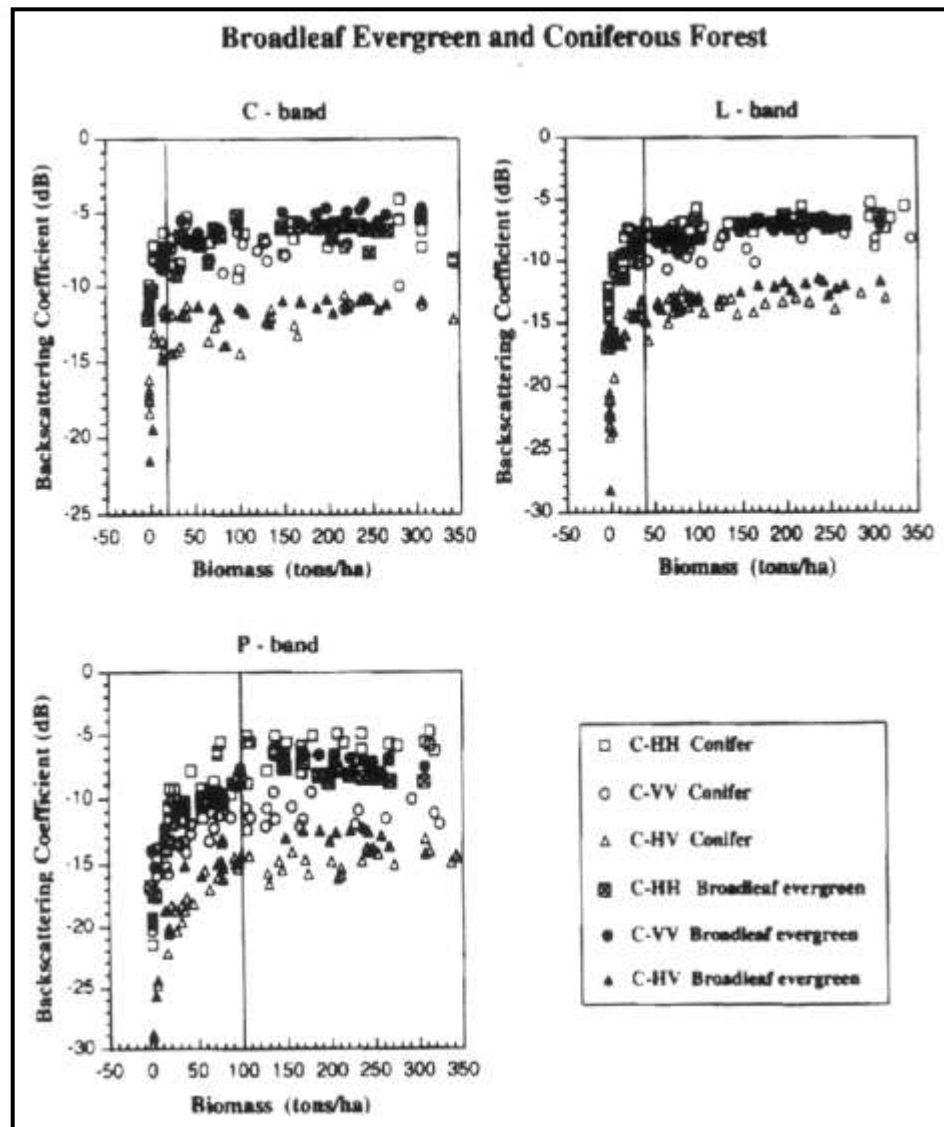 Broadleaf Evergreen and Coniferous Forest
C - band
L - band
0
-5
-10
-15
-20
-25
Backscattering Coefficient (dB)
-50 0 50 100 150 200 250 300 350
Biomass (tons/ha)
0
-5
-10
-15
-20
-25
-30
Backscattering Coefficient (dB)
-50 0 50 100 150 200 250 300 350
Biomass (tons/ha)
P - band
0
-5
-10
-15
-20
-25
-30
Backscattering Coefficient (dB)
-50 0 50 100 150 200 250 300 350
Biomass (tons/ha)
C-HH Conifer
C-VV Conifer
C-HV Conifer
C-HH Broadleaf evergreen
C-VV Broadleaf evergreen
C-HV Broadleaf evergreen